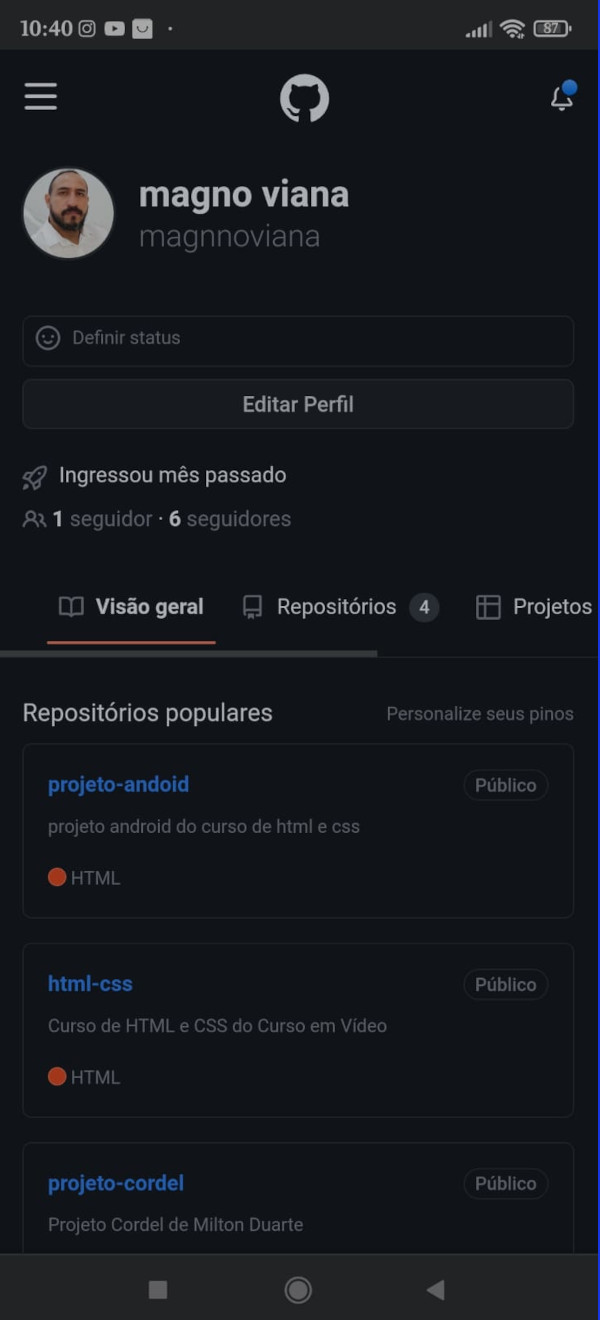 10:40
87
magno viana
magnnoviana
Definir status
Editar Perfil
Ingressou mês passado
1 seguidor · 6 seguidores
Visão geral Repositórios 4 Projetos
Repositórios populares Personalize seus pinos
projeto-andoid Público
projeto android do curso de html e css
HTML
html-css Público
Curso de HTML e CSS do Curso em Vídeo
HTML
projeto-cordel Público
Projeto Cordel de Milton Duarte